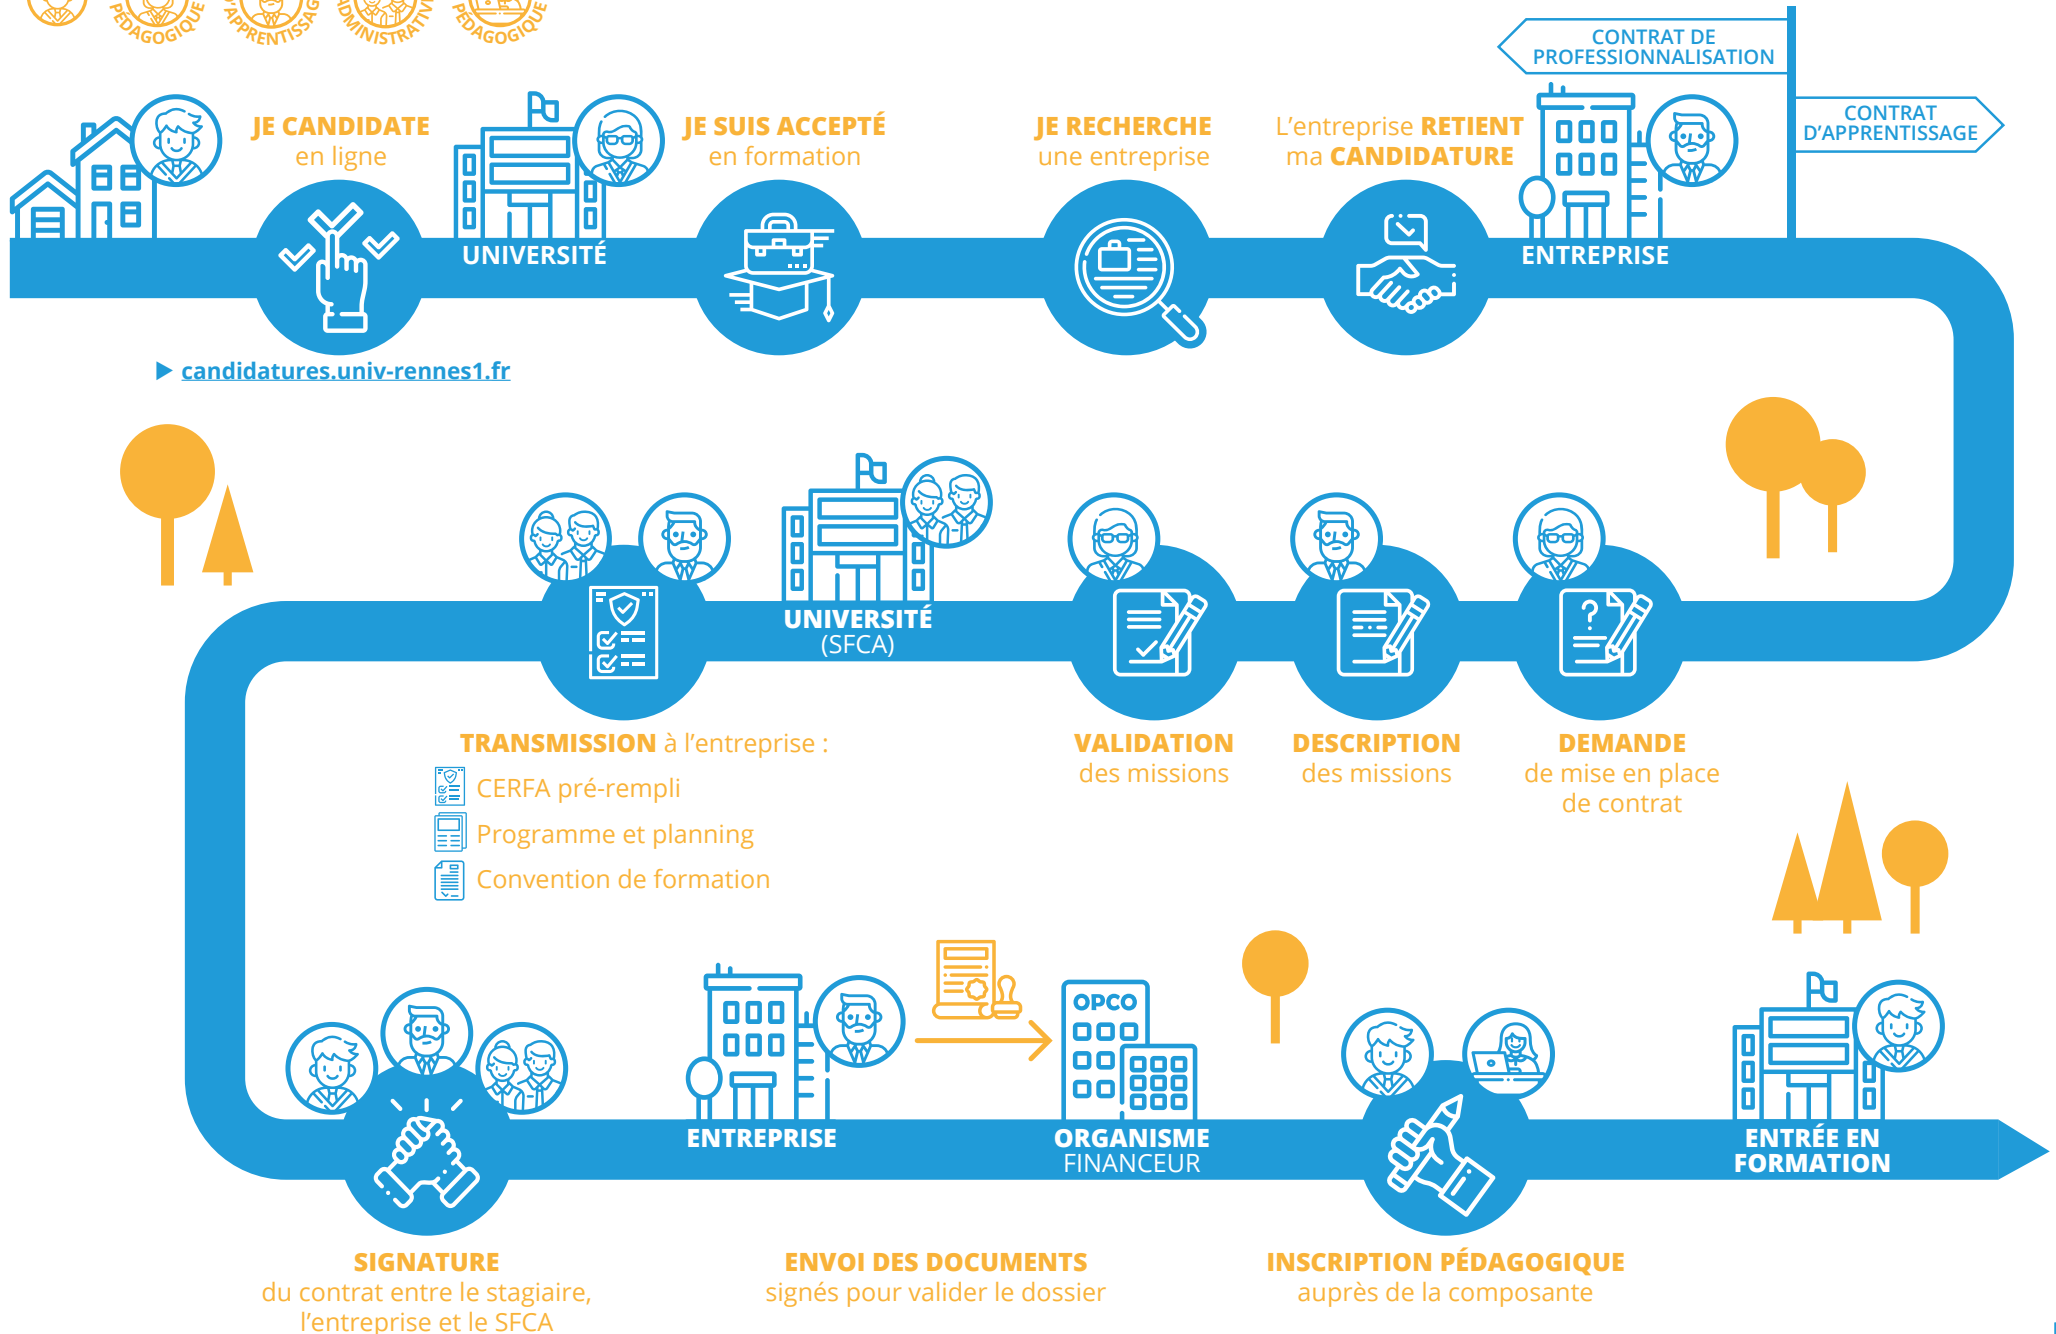 PÉDAGOGIQUE
D'APPRENTISSAGE
ADMINISTRATIVE
PÉDAGOGIQUE
CONTRAT DE
PROFESSIONNALISATION
CONTRAT
D'APPRENTISSAGE
JE CANDIDATE
en ligne
JE SUIS ACCEPTÉ
en formation
JE RECHERCHE
une entreprise
L'entreprise RETIENT
ma CANDIDATURE
UNIVERSITÉ
ENTREPRISE
candidatures.univ-rennes1.fr
UNIVERSITÉ
(SFCA)
TRANSMISSION à l'entreprise :
CERFA pré-rempli
Programme et planning
Convention de formation
VALIDATION
des missions
DESCRIPTION
des missions
DEMANDE
de mise en place
de contrat
OPCO
ENTREPRISE
ORGANISME
FINANCEUR
ENTRÉE EN
FORMATION
SIGNATURE
du contrat entre le stagiaire,
l'entreprise et le SFCA
ENVOI DES DOCUMENTS
signés pour valider le dossier
INSCRIPTION PÉDAGOGIQUE
auprès de la composante